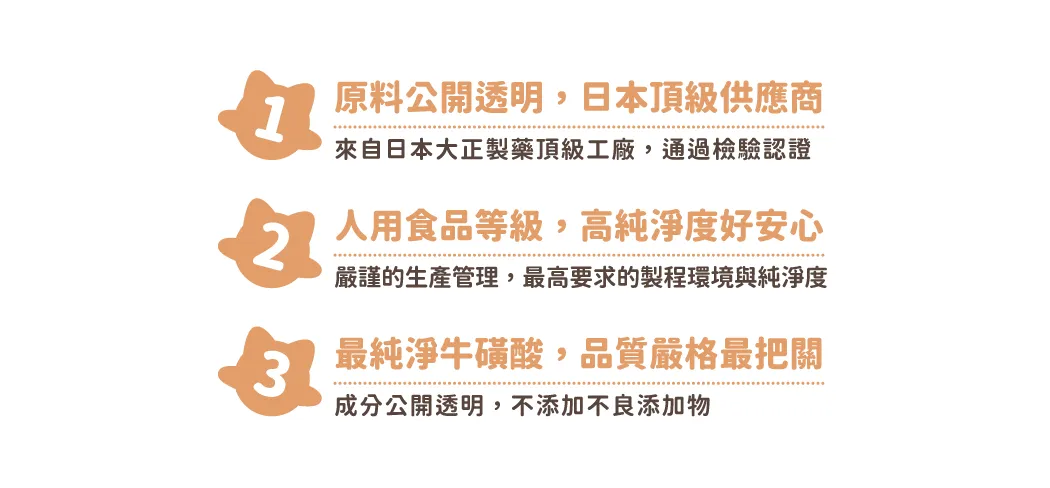 1
原料公開透明，日本頂級供應商
來自日本大正製藥頂級工廠，通過檢驗認證
2
人用食品等級，高純淨度好安心
嚴謹的生產管理，最高要求的製程環境與純淨度
3
最純淨牛磺酸，品質嚴格最把關
成分公開透明，不添加不良添加物